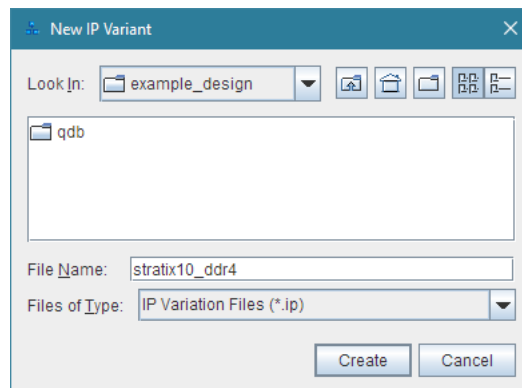 New IP Variant
Look In: example_design
qdb
File Name: stratix10_ddr4
Files of Type: IP Variation Files (*.ip)
Create Cancel